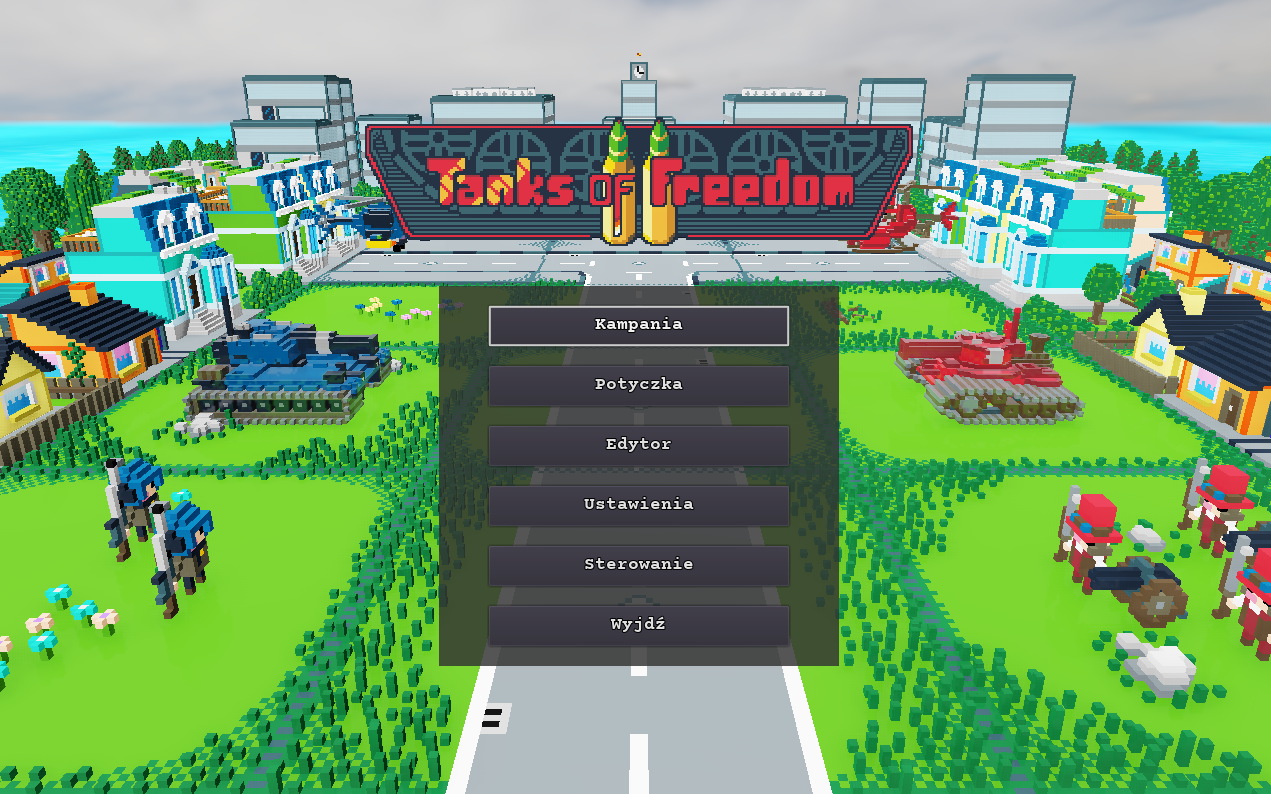 Tanks OF Freedom
II
Kampania
Potyczka
Edytor
Ustawienia
Sterowanie
Wyjdź